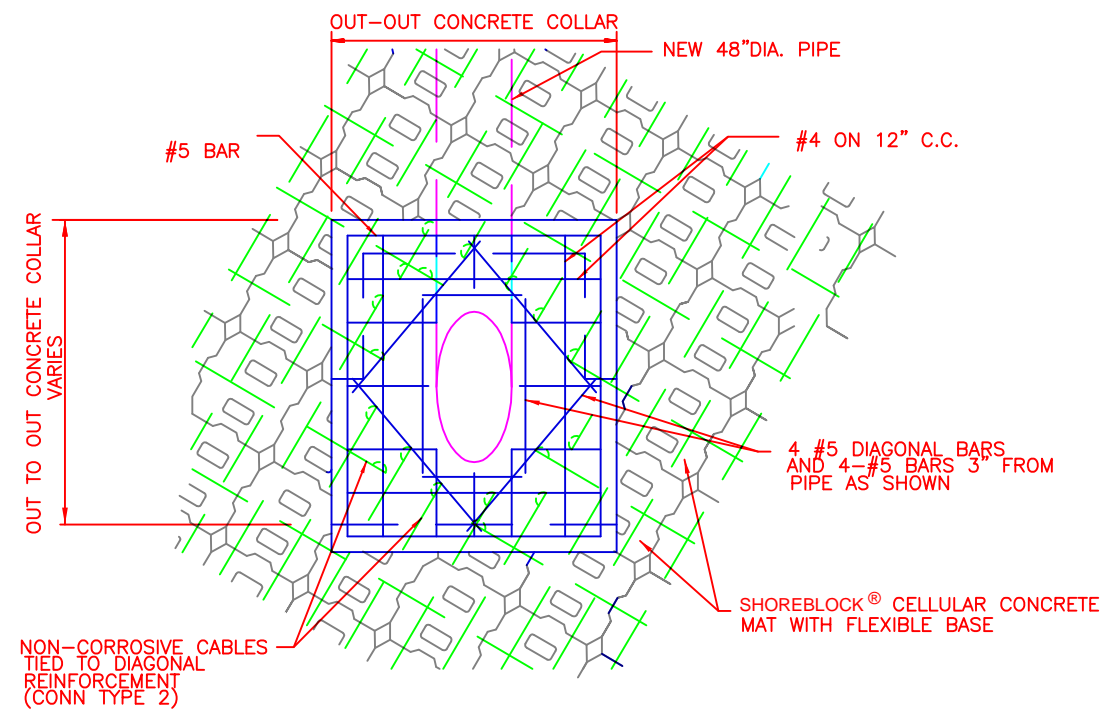 OUT-OUT CONCRETE COLLAR
NEW 48"DIA. PIPE
#5 BAR
#4 ON 12" C.C.
OUT TO OUT CONCRETE COLLAR
VARIES
4 #5 DIAGONAL BARS
AND 4-#5 BARS 3" FROM
PIPE AS SHOWN
SHOREBLOCK® CELLULAR CONCRETE
MAT WITH FLEXIBLE BASE
NON-CORROSIVE CABLES
TIED TO DIAGONAL
REINFORCEMENT
(CONN TYPE 2)